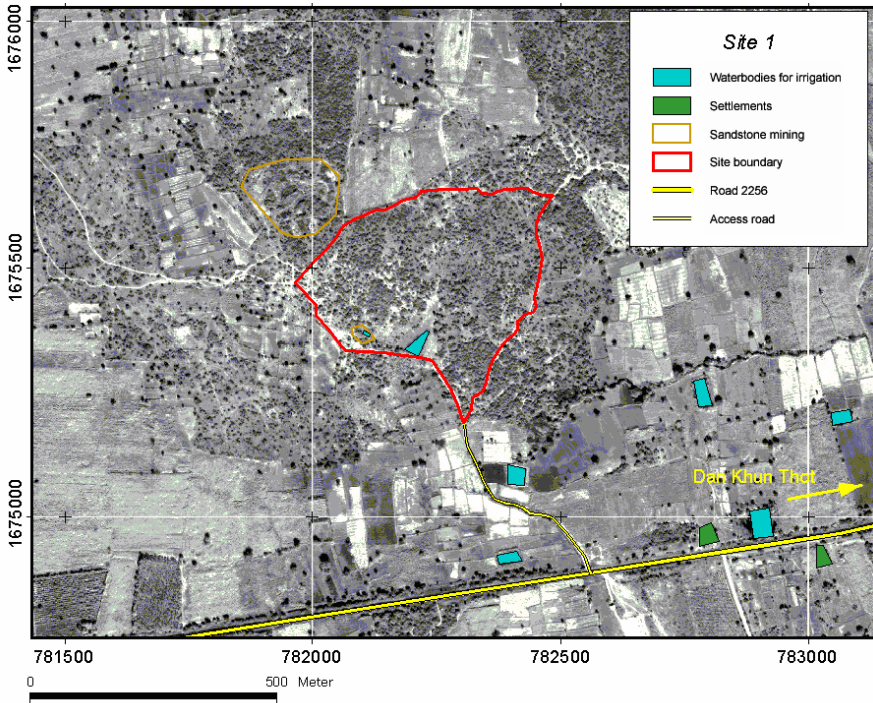 1676000
Site 1
Waterbodies for irrigation
Settlements
Sandstone mining
Site boundary
Road 2256
Access road
1675500
Dan Khun Thot
1675000
781500 782000 782500 783000
0 500 Meter